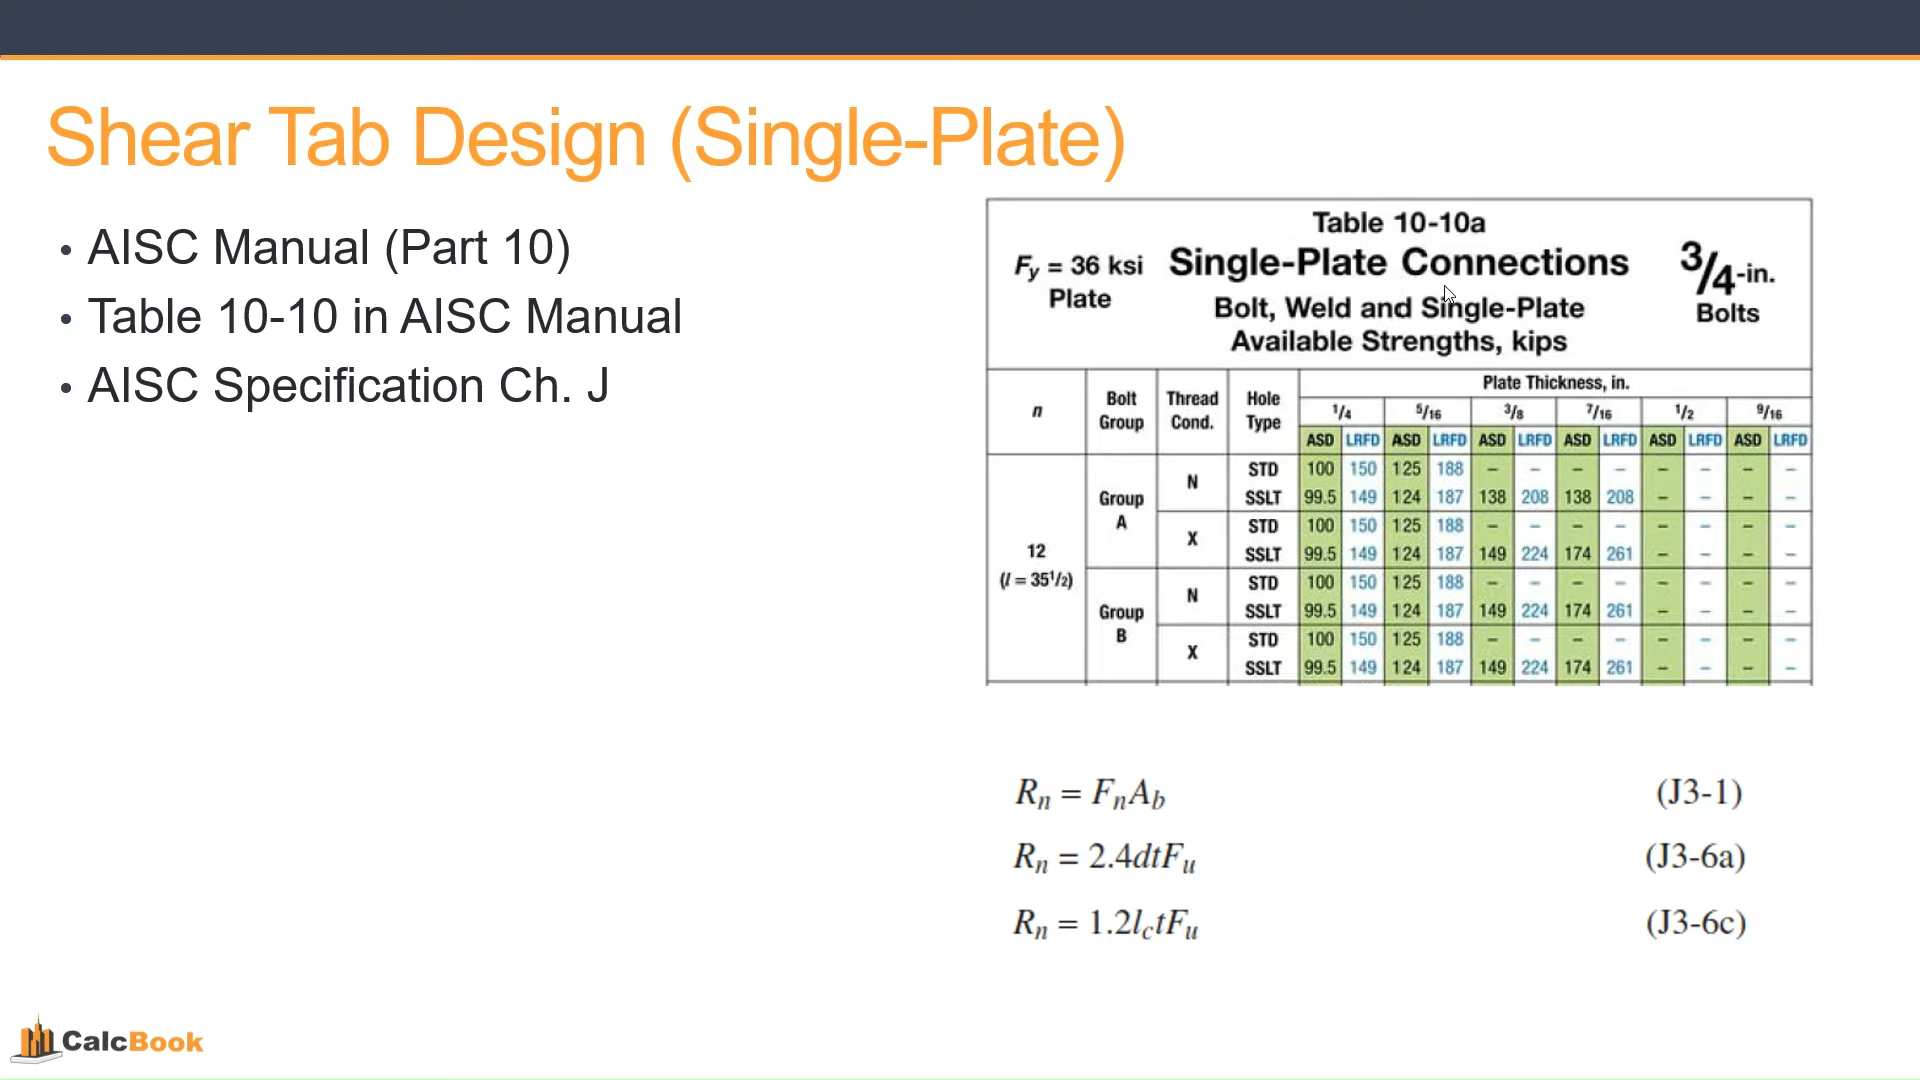 Shear Tab Design (Single-Plate)
• AISC Manual (Part 10)
• Table 10-10 in AISC Manual
• AISC Specification Ch. J
Table 10-10a
Fy = 36 ksi
Plate
Single-Plate Connections
Bolt, Weld and Single-Plate
Available Strengths, kips
3/4-in.
Bolts
n Bolt Group Thread Cond. Hole Type Plate Thickness, in.
1/4 5/16 3/8 7/16 1/2 9/16
ASD LRFD ASD LRFD ASD LRFD ASD LRFD ASD LRFD ASD LRFD
12
(l = 35 1/2)
Group A
N
STD 100 150 125 188 – – – – – – – –
SSLT 99.5 149 124 187 138 208 138 208 – – – –
X
STD 100 150 125 188 – – – – – – – –
SSLT 99.5 149 124 187 149 224 174 261 – – – –
Group B
N
STD 100 150 125 188 – – – – – – – –
SSLT 99.5 149 124 187 149 224 174 261 – – – –
X
STD 100 150 125 188 – – – – – – – –
SSLT 99.5 149 124 187 149 224 174 261 – – – –
Rn = FnAb (J3-1)
Rn = 2.4dtFu (J3-6a)
Rn = 1.2lctFu (J3-6c)
CalcBook